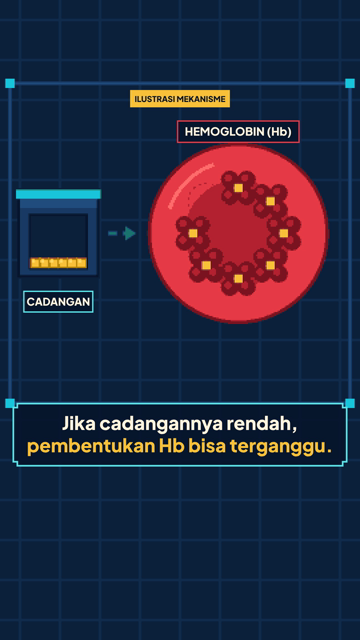 ILUSTRASI MEKANISME
HEMOGLOBIN (Hb)
CADANGAN
Jika cadangannya rendah,
pembentukan Hb bisa terganggu.